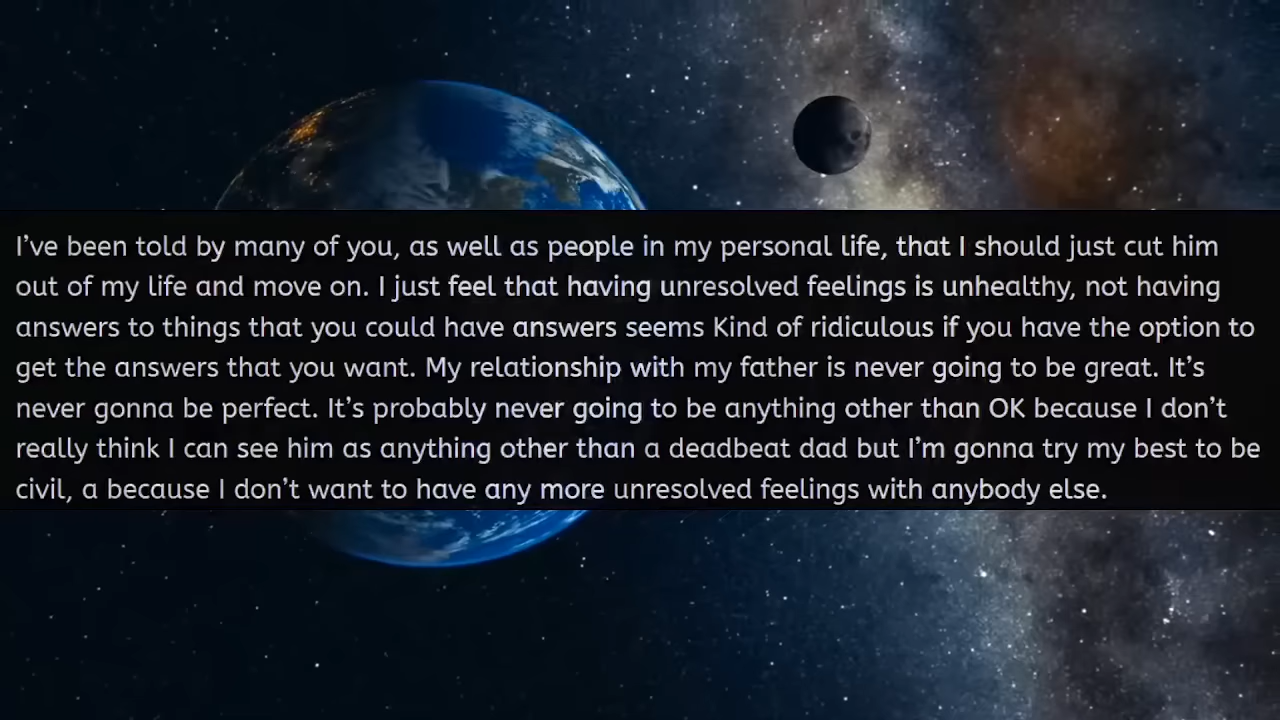 I’ve been told by many of you, as well as people in my personal life, that I should just cut him
out of my life and move on. I just feel that having unresolved feelings is unhealthy, not having
answers to things that you could have answers seems Kind of ridiculous if you have the option to
get the answers that you want. My relationship with my father is never going to be great. It’s
never gonna be perfect. It’s probably never going to be anything other than OK because I don’t
really think I can see him as anything other than a deadbeat dad but I’m gonna try my best to be
civil, a because I don’t want to have any more unresolved feelings with anybody else.